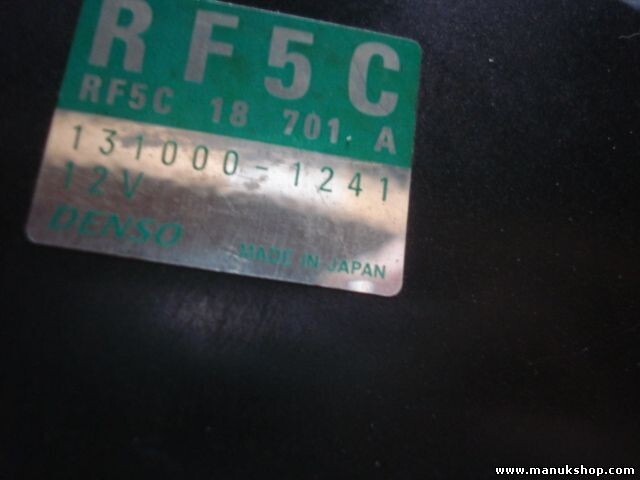 RF5C
RF5C 18 701 A
131000-1241
12V
DENSO
MADE IN JAPAN
www.manukshop.com